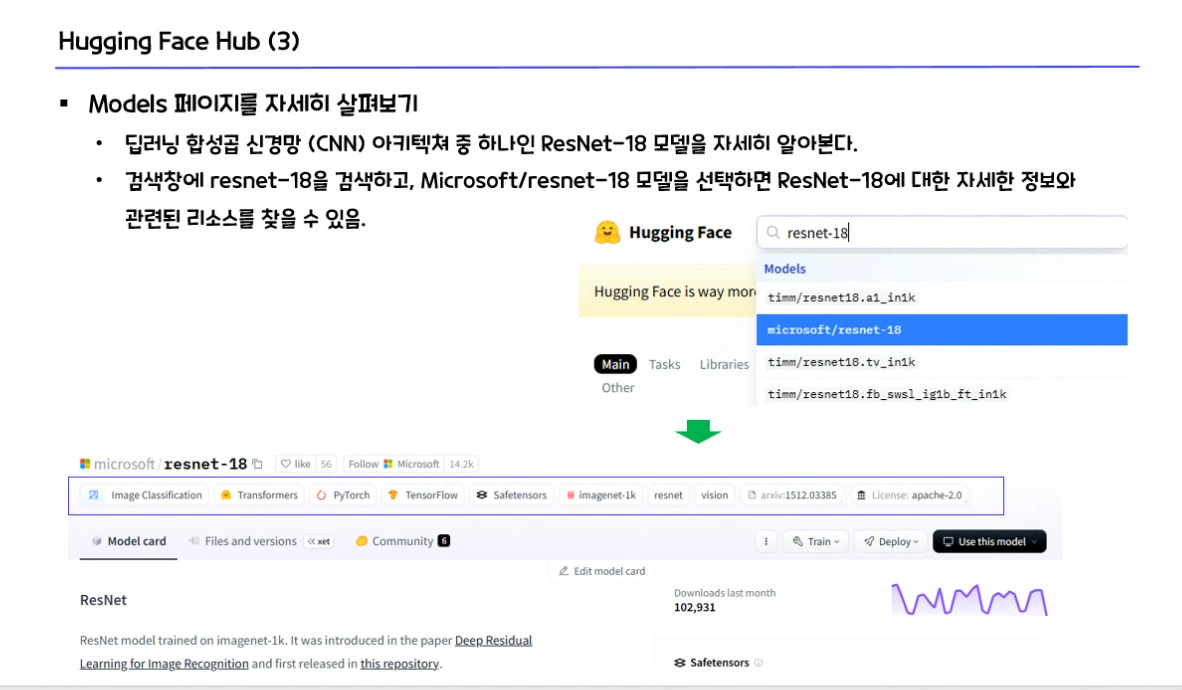 Hugging Face Hub (3)
▪ Models 페이지를 자세히 살펴보기
• 딥러닝 합성곱 신경망 (CNN) 아키텍쳐 중 하나인 ResNet-18 모델을 자세히 알아본다.
• 검색창에 resnet-18을 검색하고, Microsoft/resnet-18 모델을 선택하면 ResNet-18에 대한 자세한 정보와
관련된 리소스를 찾을 수 있음.
Hugging Face
resnet-18
Models
Hugging Face is way more
timm/resnet18.a1_in1k
microsoft/resnet-18
Main Tasks Libraries
timm/resnet18.tv_in1k
Other
timm/resnet18.fb_swsl_ig1b_ft_in1k
microsoft/resnet-18 like 56 Follow Microsoft 14.2k
Image Classification Transformers PyTorch TensorFlow Safetensors imagenet-1k resnet vision arxiv:1512.03385 License: apache-2.0
Model card Files and versions xet Community 6 Train Deploy Use this model
Edit model card
ResNet
Downloads last month
102,931
ResNet model trained on imagenet-1k. It was introduced in the paper Deep Residual
Learning for Image Recognition and first released in this repository.
Safetensors